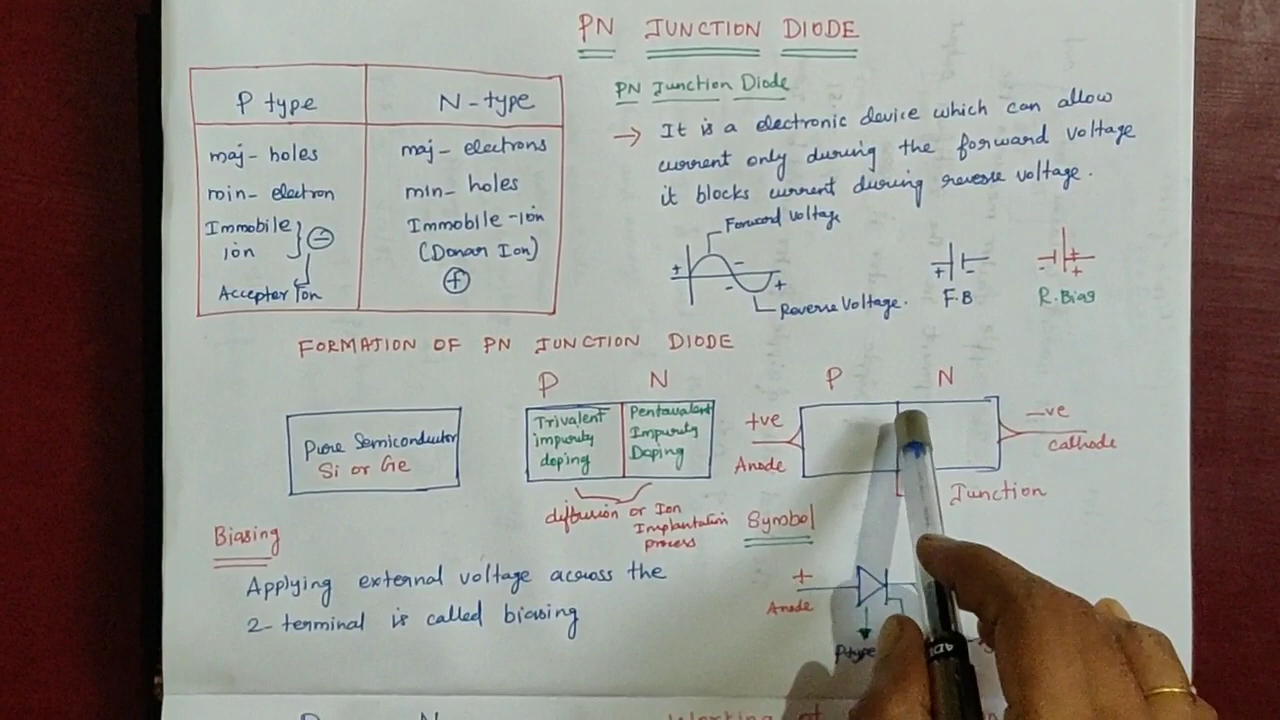 PN JUNCTION DIODE
P type
N-type
maj- holes
maj- electrons
min- electron
min- holes
Immobile ion
Immobile -ion
(Donar Ion)
Accepter Ion
PN Junction Diode
→ It is a electronic device which can allow
current only during the forward voltage
it blocks current during reverse voltage.
Forward voltage
+
-
-
+
Reverse Voltage.
+ -
F.B
- +
+
R.Bias
FORMATION OF PN JUNCTION DIODE
Pure Semiconductor
Si or Ge
P N
Trivalent
impurity
doping
Pentavalent
Impurity
Doping
diffusion or Ion
Implantation
process
P N
+ve
Anode
-ve
cathode
Junction
Biasing
Applying external voltage across the
2- terminal is called biasing
Symbol
+
Anode
P-type